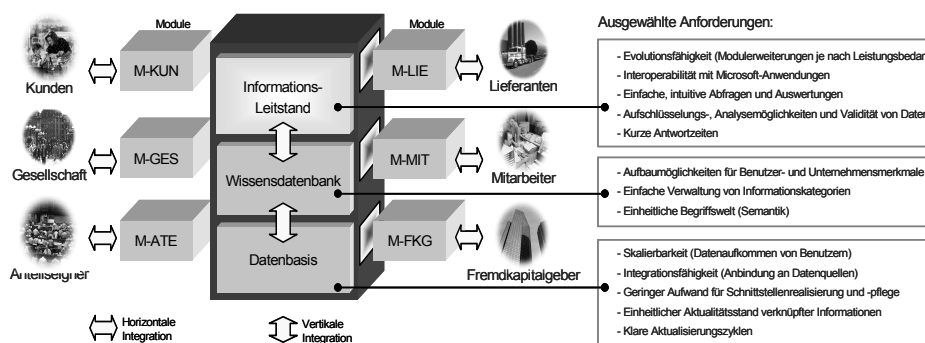 Module
Module
Ausgewählte Anforderungen:
M-KUN
Kunden
Informations-
Leitstand
M-LIE
Lieferanten
- Evolutionsfähigkeit (Modulerweiterungen je nach Leistungsbedar
- Interoperabilität mit Microsoft-Anwendungen
- Einfache, intuitive Abfragen und Auswertungen
- Aufschlüsselungs-, Analysemöglichkeiten und Validität von Daten
- Kurze Antwortzeiten
M-GES
Gesellschaft
Wissensdatenbank
M-MIT
Mitarbeiter
- Aufbaumöglichkeiten für Benutzer- und Unternehmensmerkmale
- Einfache Verwaltung von Informationskategorien
- Einheitliche Begriffswelt (Semantik)
M-ATE
Anteilseigner
Datenbasis
M-FKG
Fremdkapitalgeber
- Skalierbarkeit (Datenaufkommen von Benutzern)
- Integrationsfähigkeit (Anbindung an Datenquellen)
- Geringer Aufwand für Schnittstellenrealisierung und -pflege
- Einheitlicher Aktualitätsstand verknüpfter Informationen
- Klare Aktualisierungszyklen
Horizontale
Integration
Vertikale
Integration